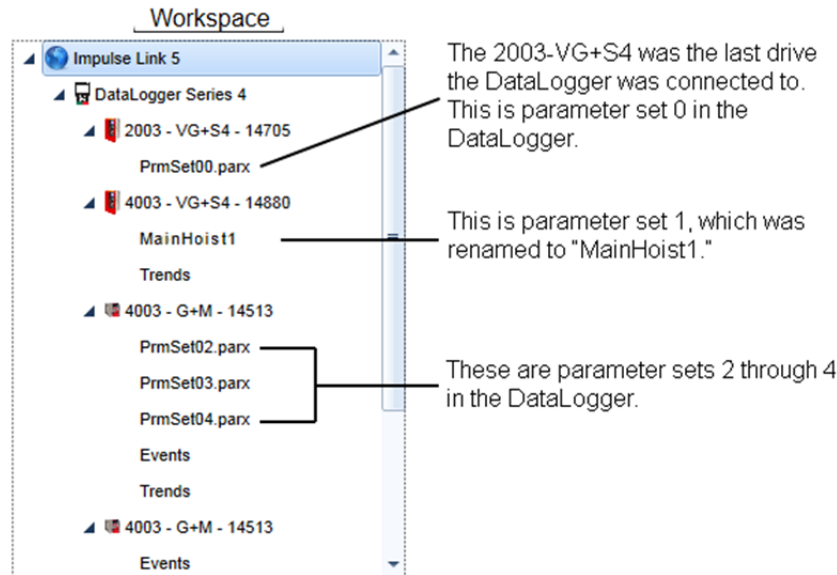 Workspace
Impulse Link 5
DataLogger Series 4
2003 - VG+S4 - 14705
PrmSet00.parx
4003 - VG+S4 - 14880
MainHoist1
Trends
4003 - G+M - 14513
PrmSet02.parx
PrmSet03.parx
PrmSet04.parx
Events
Trends
4003 - G+M - 14513
Events
The 2003-VG+S4 was the last drive
the DataLogger was connected to.
This is parameter set 0 in the
DataLogger.
This is parameter set 1, which was
renamed to "MainHoist1."
These are parameter sets 2 through 4
in the DataLogger.